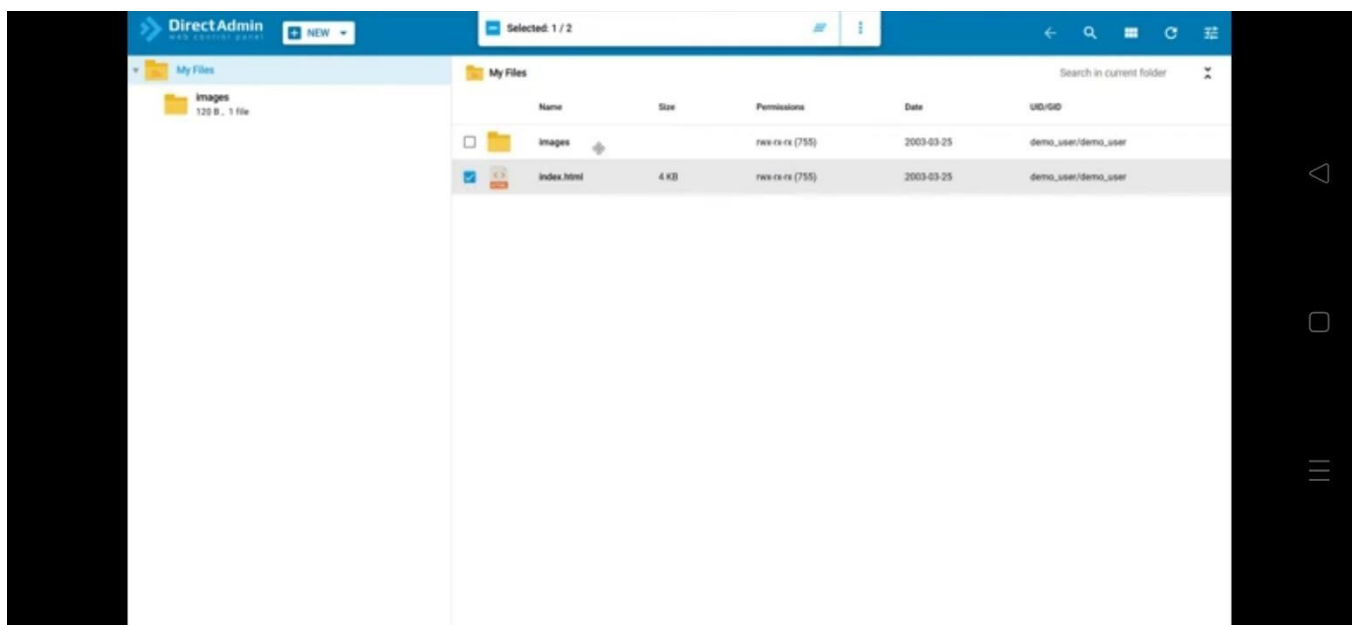 DirectAdmin
web control panel
NEW
Selected: 1 / 2
My Files
images
120 B , 1 file
My Files
Search in current folder
Name Size Permissions Date UID/GID
images rwx-rx-rx (755) 2003-03-25 demo_user/demo_user
HTML index.html 4 KB rwx-rx-rx (755) 2003-03-25 demo_user/demo_user